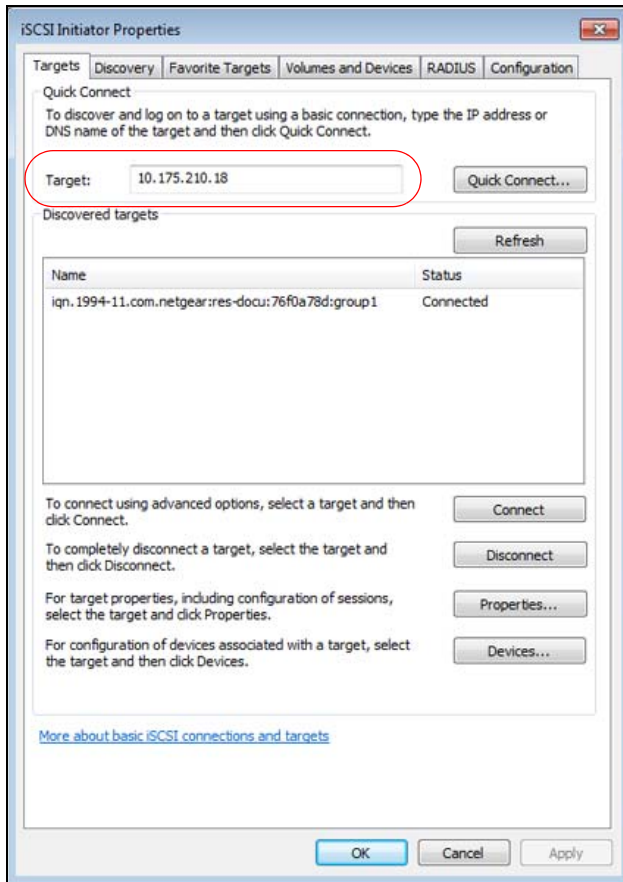 iSCSI Initiator Properties
Targets Discovery Favorite Targets Volumes and Devices RADIUS Configuration
Quick Connect
To discover and log on to a target using a basic connection, type the IP address or
DNS name of the target and then click Quick Connect.
Target: 10.175.210.18 Quick Connect...
Discovered targets
Refresh
Name Status
iqn.1994-11.com.netgear:res-docu:76f0a78d:group1 Connected
To connect using advanced options, select a target and then
click Connect.
Connect
To completely disconnect a target, select the target and
then click Disconnect.
Disconnect
For target properties, including configuration of sessions,
select the target and click Properties.
Properties...
For configuration of devices associated with a target, select
the target and then click Devices.
Devices...
More about basic iSCSI connections and targets
OK Cancel Apply